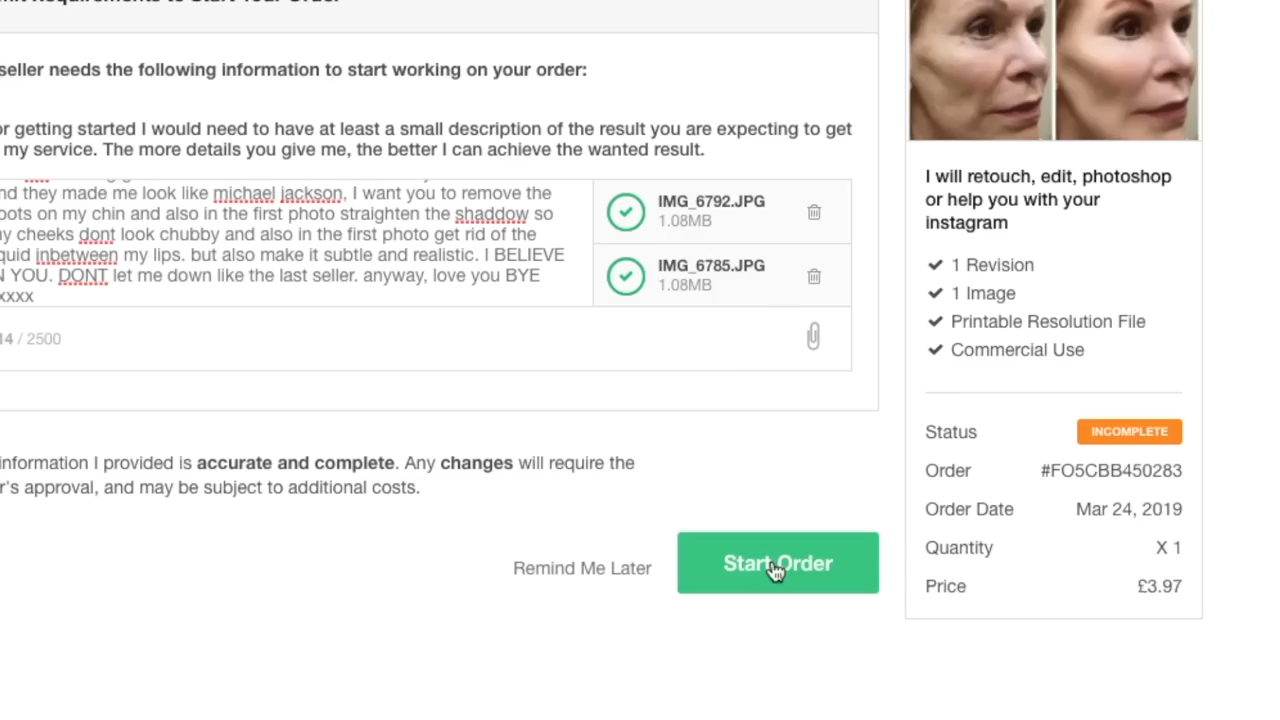 seller needs the following information to start working on your order:
getting started I would need to have at least a small description of the result you are expecting to get
my service. The more details you give me, the better I can achieve the wanted result.
they made me look like michael jackson, I want you to remove the
on my chin and also in the first photo straighten the shaddow so
cheeks dont look chubby and also in the first photo get rid of the
inbetween my lips. but also make it subtle and realistic. I BELIEVE
YOU. DONT let me down like the last seller. anyway, love you BYE
xxxx
14 / 2500
IMG_6792.JPG
1.08MB
IMG_6785.JPG
1.08MB
information I provided is accurate and complete. Any changes will require the
approval, and may be subject to additional costs.
Remind Me Later
Start Order
I will retouch, edit, photoshop
or help you with your
instagram
1 Revision
1 Image
Printable Resolution File
Commercial Use
Status INCOMPLETE
Order #FO5CBB450283
Order Date Mar 24, 2019
Quantity X 1
Price £3.97